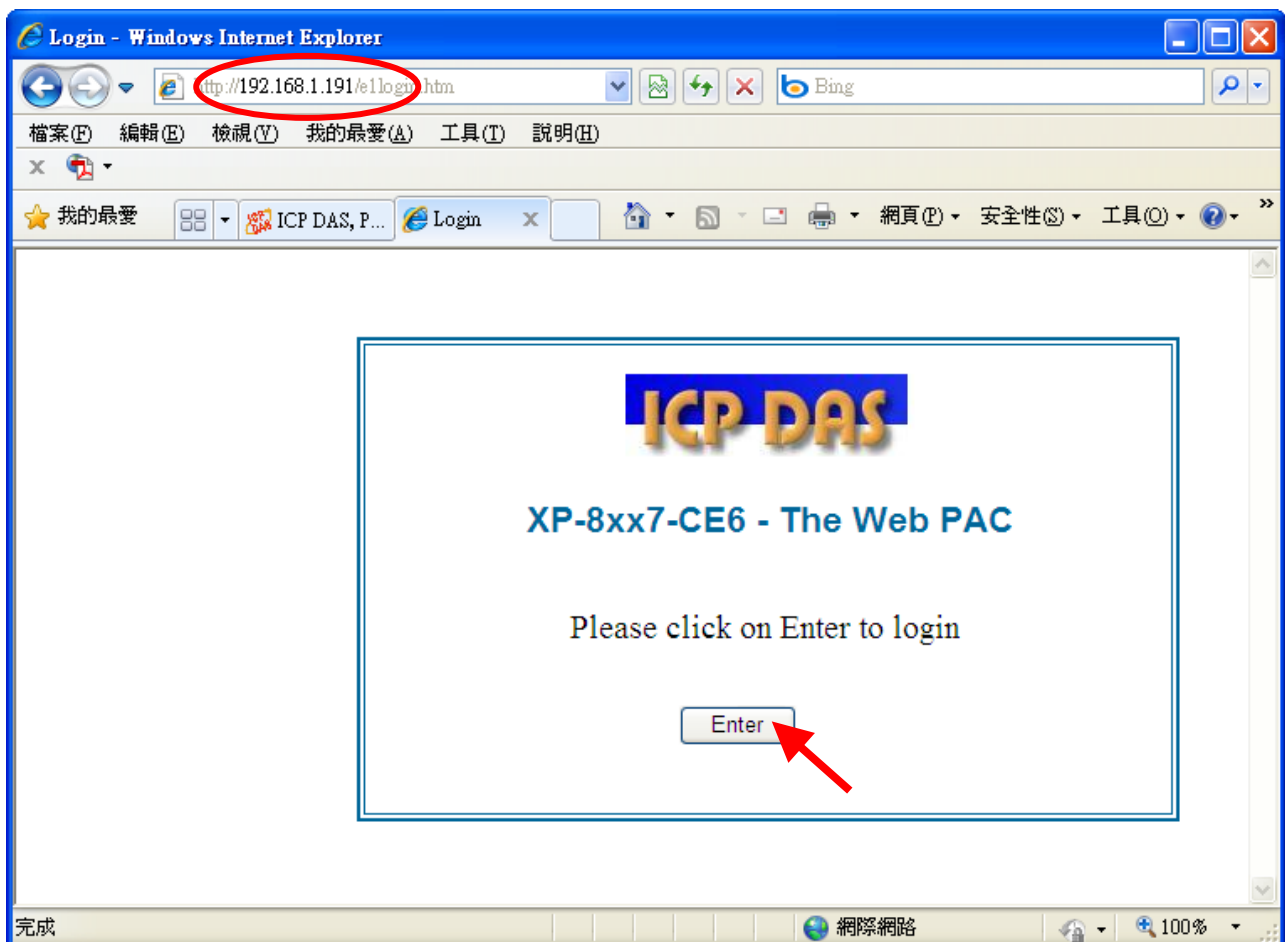 Login - Windows Internet Explorer
http://192.168.1.191/e1login.htm Bing
檔案(F) 編輯(E) 檢視(V) 我的最愛(A) 工具(T) 說明(H)
x
我的最愛 ICP DAS, P... Login x 網頁(P) 安全性(S) 工具(O) »
ICP DAS
XP-8xx7-CE6 - The Web PAC
Please click on Enter to login
Enter
完成 網際網路 100%